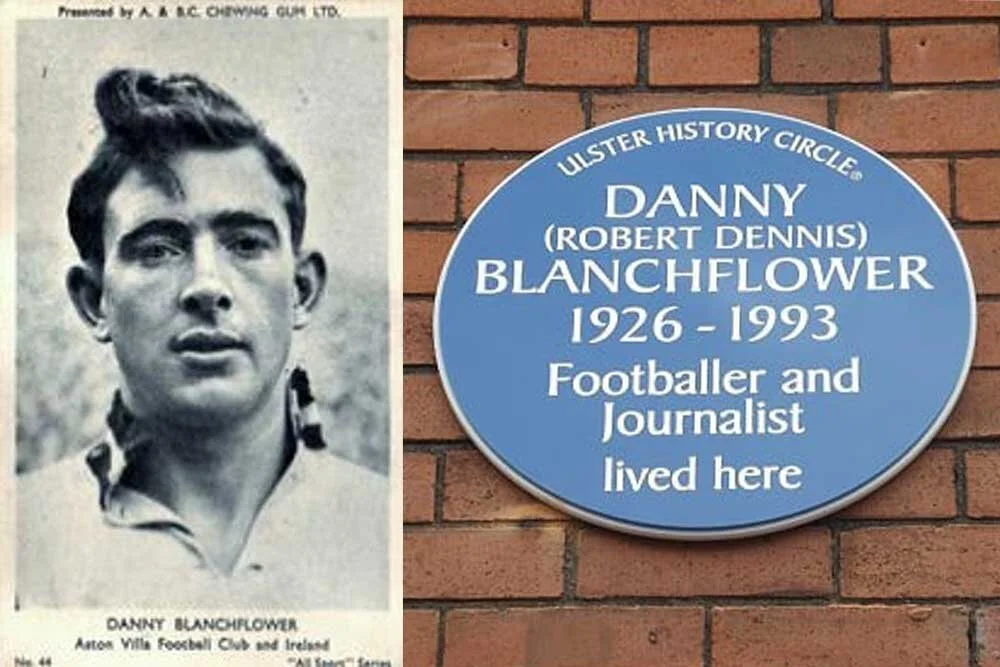 Presented by A. & B.C. CHEWING GUM LTD.
DANNY BLANCHFLOWER
Aston Villa Football Club and Ireland
No. 44 "All Sport" Series
ULSTER HISTORY CIRCLE®
DANNY
(ROBERT DENNIS)
BLANCHFLOWER
1926 - 1993
Footballer and
Journalist
lived here